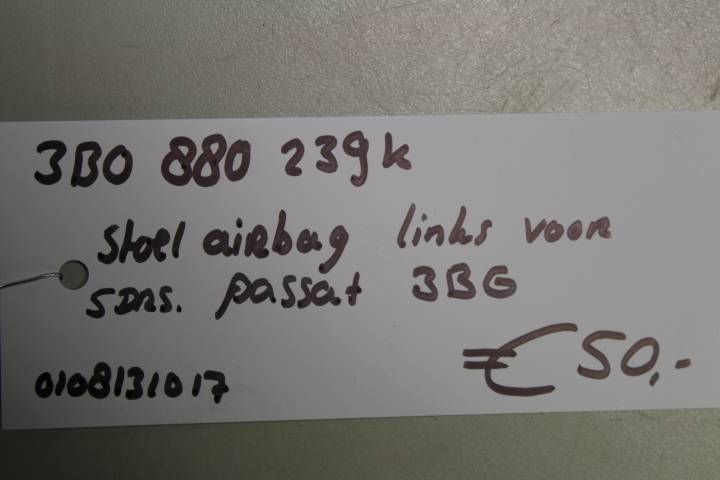 3B0 880 239k
stoel airbag links voor
5DRS. passat 3BG
0108131017
€50,-